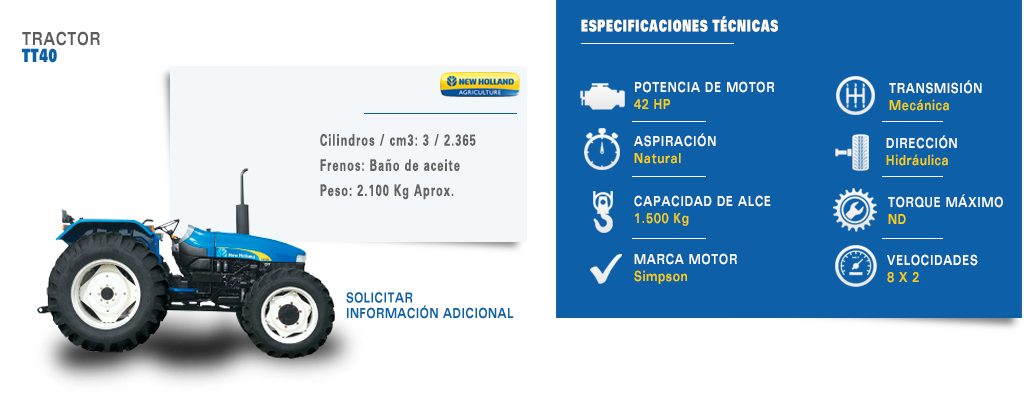 TRACTOR
TT40
NEW HOLLAND
AGRICULTURE
Cilindros / cm3: 3 / 2.365
Frenos: Baño de aceite
Peso: 2.100 Kg Aprox.
New Holland
SOLICITAR
INFORMACIÓN ADICIONAL
ESPECIFICACIONES TÉCNICAS
POTENCIA DE MOTOR
42 HP
TRANSMISIÓN
Mecánica
ASPIRACIÓN
Natural
DIRECCIÓN
Hidráulica
CAPACIDAD DE ALCE
1.500 Kg
TORQUE MÁXIMO
ND
MARCA MOTOR
Simpson
VELOCIDADES
8 X 2